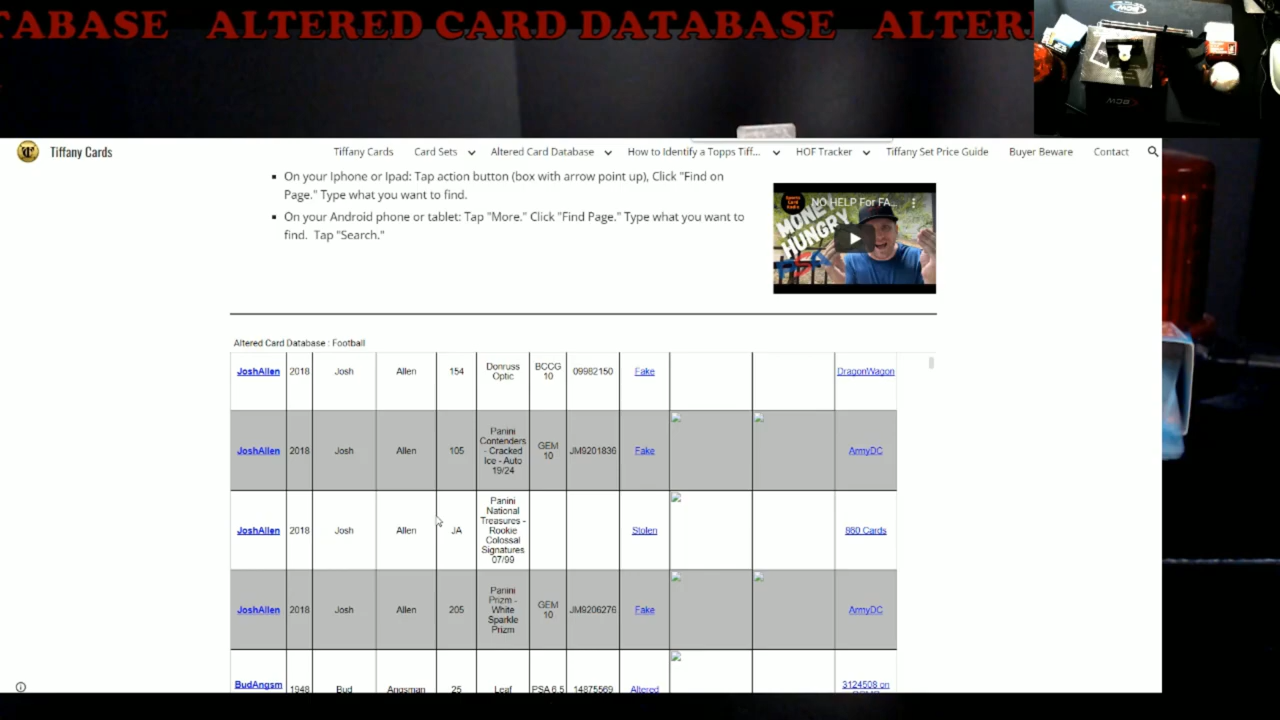 TABASE ALTERED CARD DATABASE ALTER
Tiffany Cards
Tiffany Cards Card Sets Altered Card Database How to Identify a Topps Tiff... HOF Tracker Tiffany Set Price Guide Buyer Beware Contact
On your Iphone or Ipad: Tap action button (box with arrow point up), Click "Find on
Page." Type what you want to find.
On your Android phone or tablet: Tap "More." Click "Find Page." Type what you want to
find. Tap "Search."
NO HELP For FA...
MONEY
HUNGRY
PSA
Altered Card Database : Football
JoshAllen 2018 Josh Allen 154 Donruss Optic BCCG 10 09982150 Fake DragonWagon
JoshAllen 2018 Josh Allen 105 Panini Contenders - Cracked Ice - Auto 19/24 GEM 10 JM9201836 Fake ArmyDC
JoshAllen 2018 Josh Allen JA Panini National Treasures - Rookie Colossal Signatures 07/99 Stolen 860 Cards
JoshAllen 2018 Josh Allen 205 Panini Prizm - White Sparkle Prizm GEM 10 JM9206276 Fake ArmyDC
BudAngsm 1948 Bud Angsman 25 Leaf PSA 6.5 14875569 Altered 3124508 on